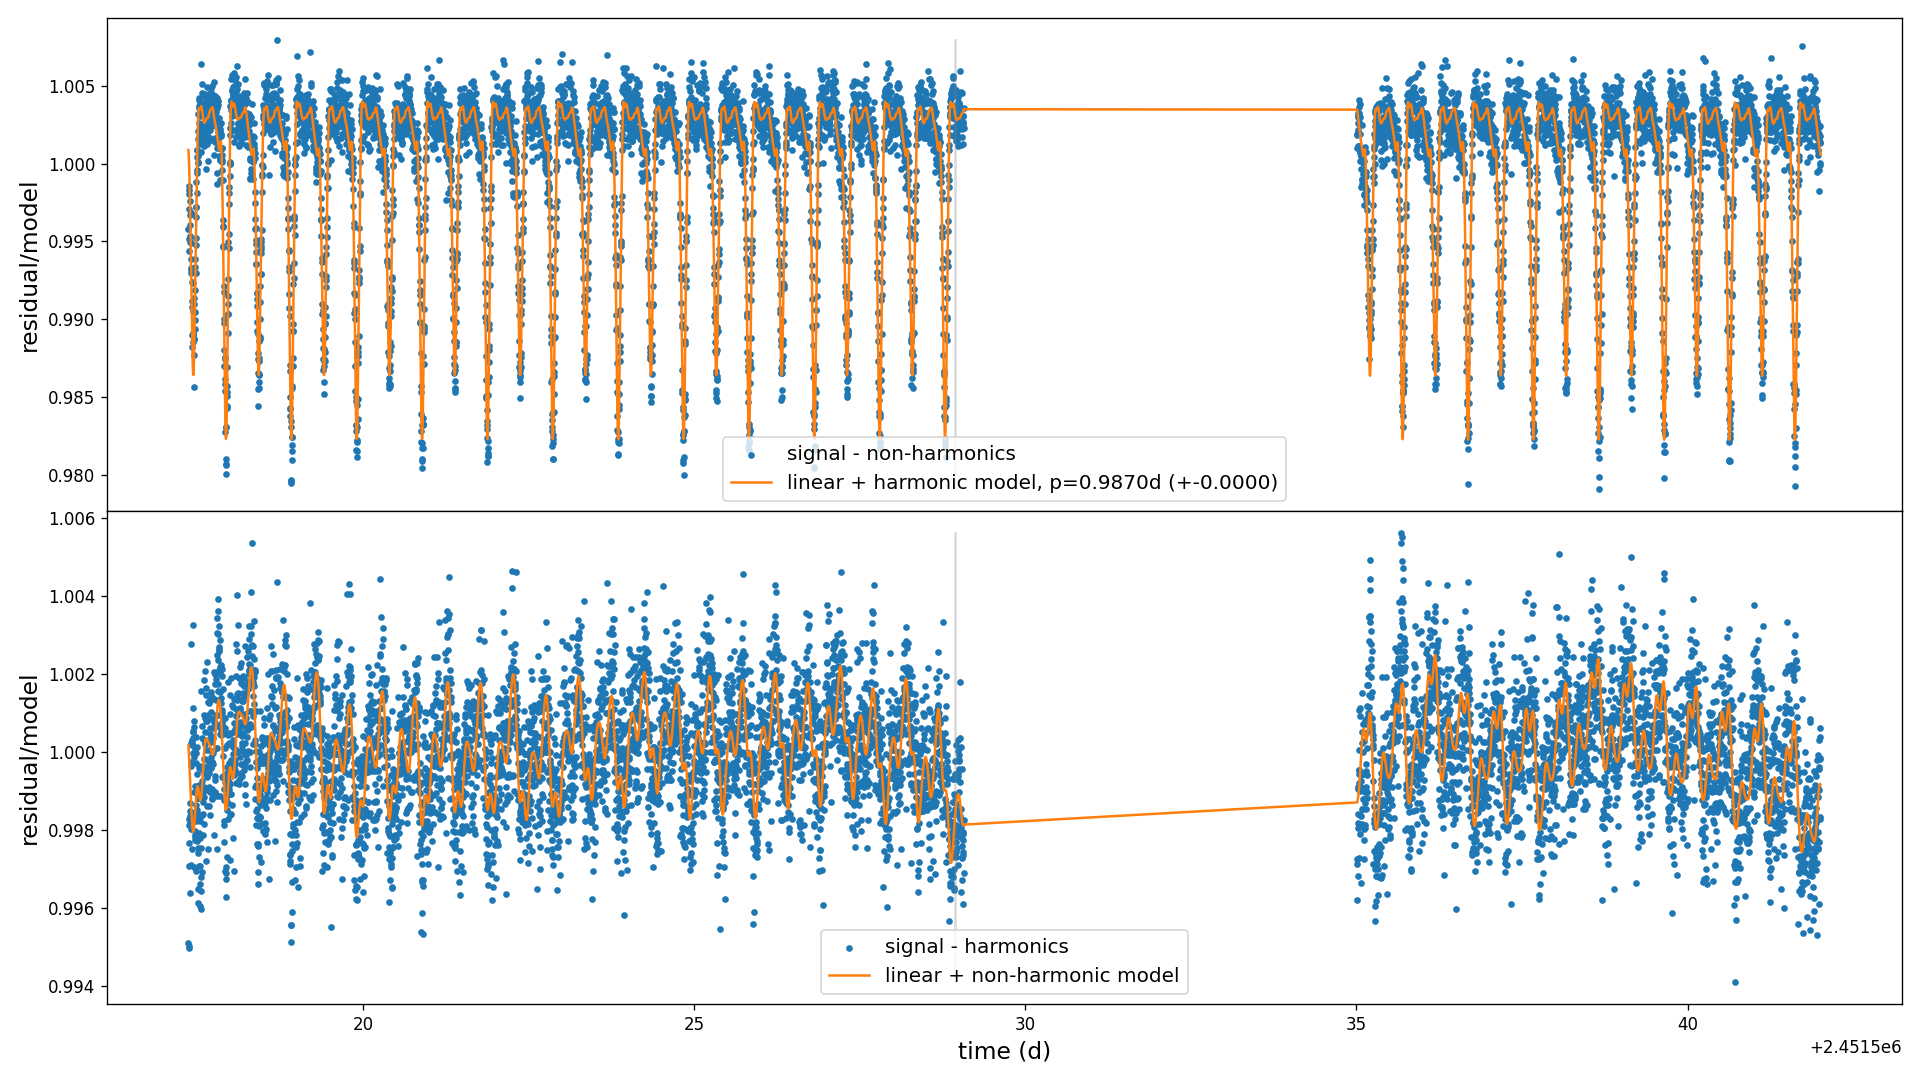 1.005
1.000
0.995
0.990
0.985
0.980
residual/model
signal - non-harmonics
linear + harmonic model, p=0.9870d (+-0.0000)
1.006
1.004
1.002
1.000
0.998
0.996
0.994
residual/model
signal - harmonics
linear + non-harmonic model
20
25
30
35
40
time (d)
+2.4515e6